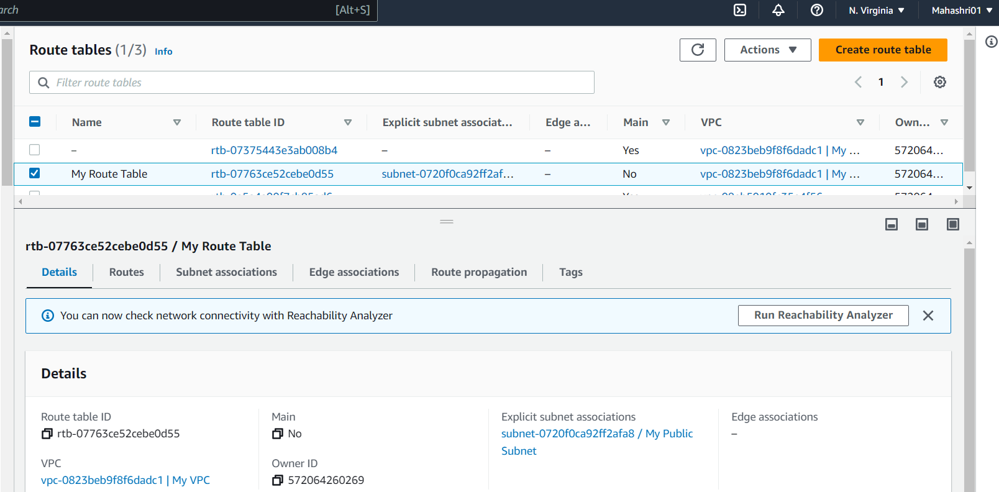 arch [Alt+S] N. Virginia ▼ Mahashri01 ▼
Route tables (1/3) Info Actions ▼ Create route table
Filter route tables 1
Name Route table ID Explicit subnet associat... Edge a... Main VPC Own...
– rtb-07375443e3ab008b4 – – Yes vpc-0823beb9f8f6dadc1 | My ... 572064...
My Route Table rtb-07763ce52cebe0d55 subnet-0720f0ca92ff2af... – No vpc-0823beb9f8f6dadc1 | My ... 572064...
rtb-07763ce52cebe0d55 / My Route Table
Details Routes Subnet associations Edge associations Route propagation Tags
You can now check network connectivity with Reachability Analyzer Run Reachability Analyzer
Details
Route table ID Main Explicit subnet associations Edge associations
rtb-07763ce52cebe0d55 No subnet-0720f0ca92ff2afa8 / My Public –
Subnet
VPC Owner ID
vpc-0823beb9f8f6dadc1 | My VPC 572064260269